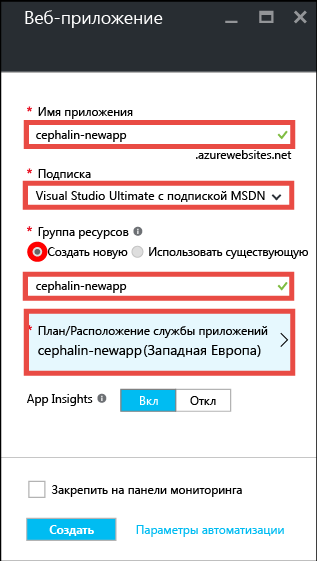 Веб-приложение
* Имя приложения
cephalin-newapp
.azurewebsites.net
* Подписка
Visual Studio Ultimate с подпиской MSDN
* Группа ресурсов
Создать новую Использовать существующую
cephalin-newapp
* План/Расположение службы приложений
cephalin-newapp(Западная Европа)
App Insights Вкл Откл
Закрепить на панели мониторинга
Создать Параметры автоматизации